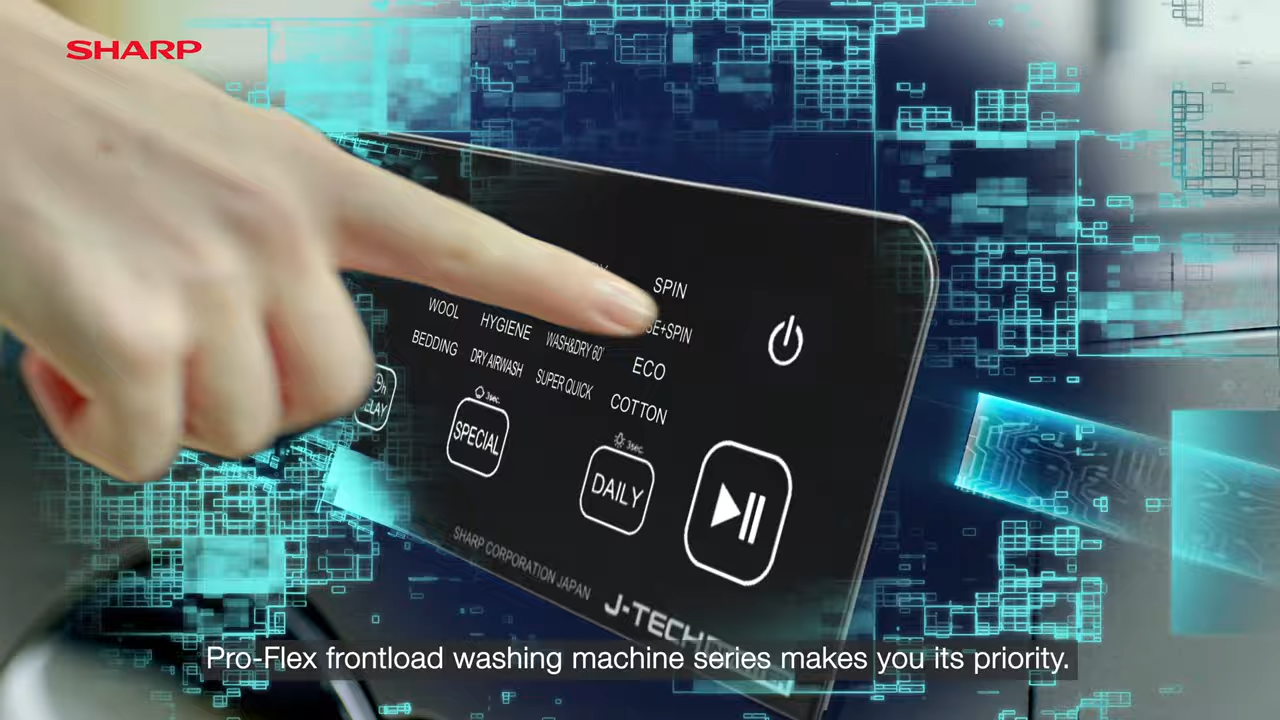 SHARP
SPIN
WOOL
HYGIENE
WASH&DRY 60'
E+SPIN
BEDDING
DRY AIRWASH
SUPER QUICK
ECO
COTTON
3sec.
3sec.
SPECIAL
DAILY
SHARP CORPORATION JAPAN
J-TECH
Pro-Flex frontload washing machine series makes you its priority.